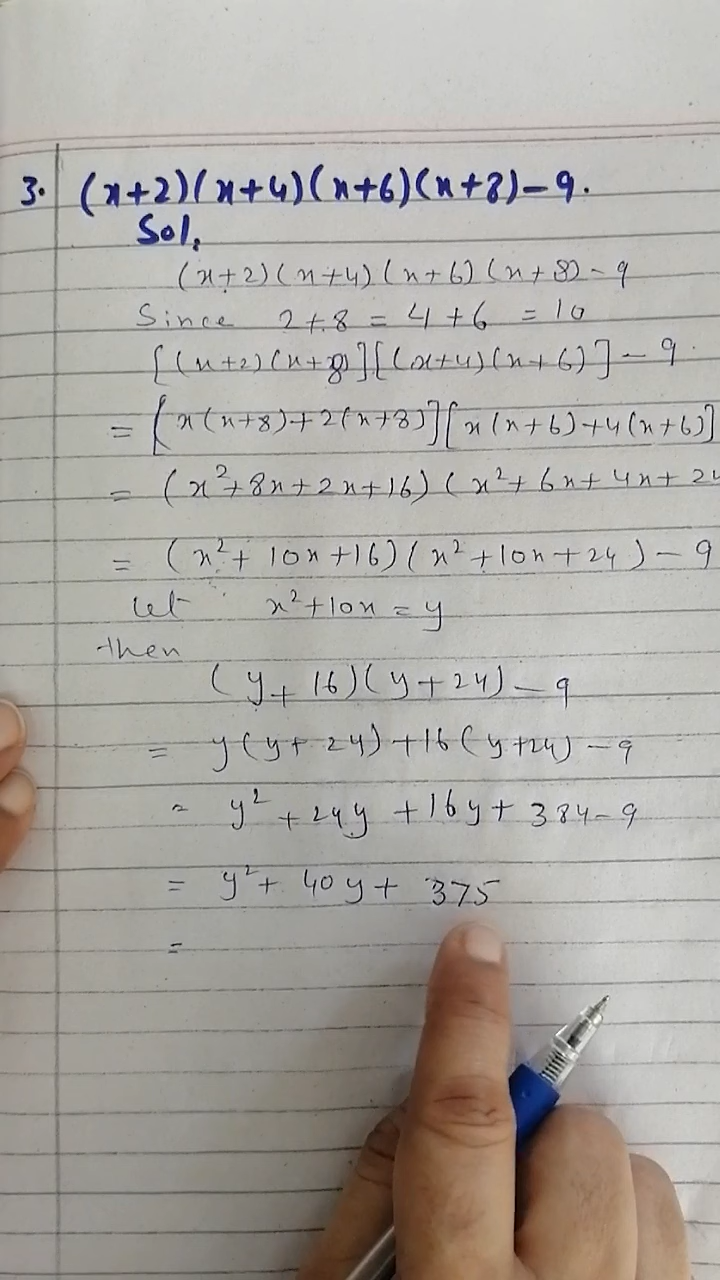 3. (x+2)(x+4)(x+6)(x+8)-9.
Sol.
(x+2)(x+4)(x+6)(x+8)-9
Since 2+8 = 4+6 = 10
[(x+2)(x+8)][(x+4)(x+6)]-9.
= [x(x+8)+2(x+8)][x(x+6)+4(x+6)]
= (x²+8x+2x+16)(x²+6x+4x+24
= (x²+10x+16)(x²+10x+24)-9
Let x²+10x = y
then
(y+16)(y+24)-9
= y(y+24)+16(y+24)-9
= y²+24y+16y+384-9
= y²+40y+375
=